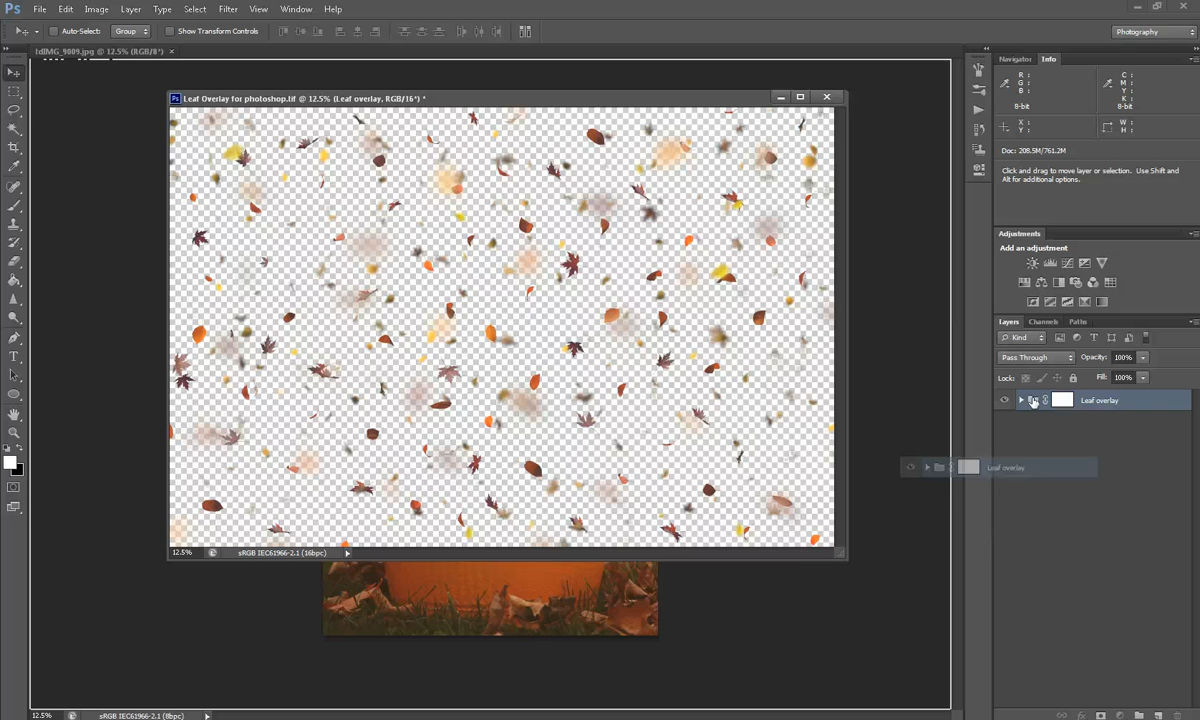 Ps File Edit Image Layer Type Select Filter View Window Help
Auto-Select: Group Show Transform Controls
Photography
!dIMG_9009.jpg @ 12.5% (RGB/8*) ×
Navigator Info
R :
G :
B :
8-bit
C :
M :
Y :
K :
8-bit
X :
Y :
W :
H :
Doc: 208.5M/761.2M
Click and drag to move layer or selection. Use Shift and
Alt for additional options.
Ps Leaf Overlay for photoshop.tif @ 12.5% (Leaf overlay, RGB/16*) *
Adjustments
Add an adjustment
Layers Channels Paths
Kind
Pass Through Opacity: 100%
Lock: Fill: 100%
Leaf overlay
Leaf overlay
12.5% sRGB IEC61966-2.1 (16bpc)
12.5% sRGB IEC61966-2.1 (8bpc)